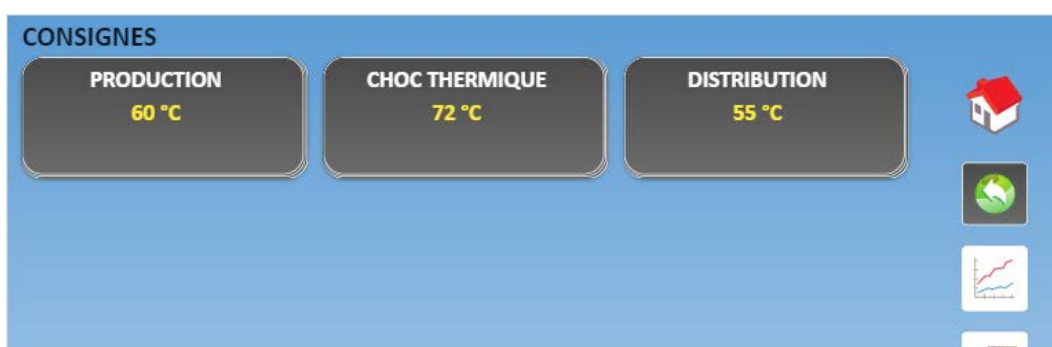 CONSIGNES
PRODUCTION
60 °C
CHOC THERMIQUE
72 °C
DISTRIBUTION
55 °C